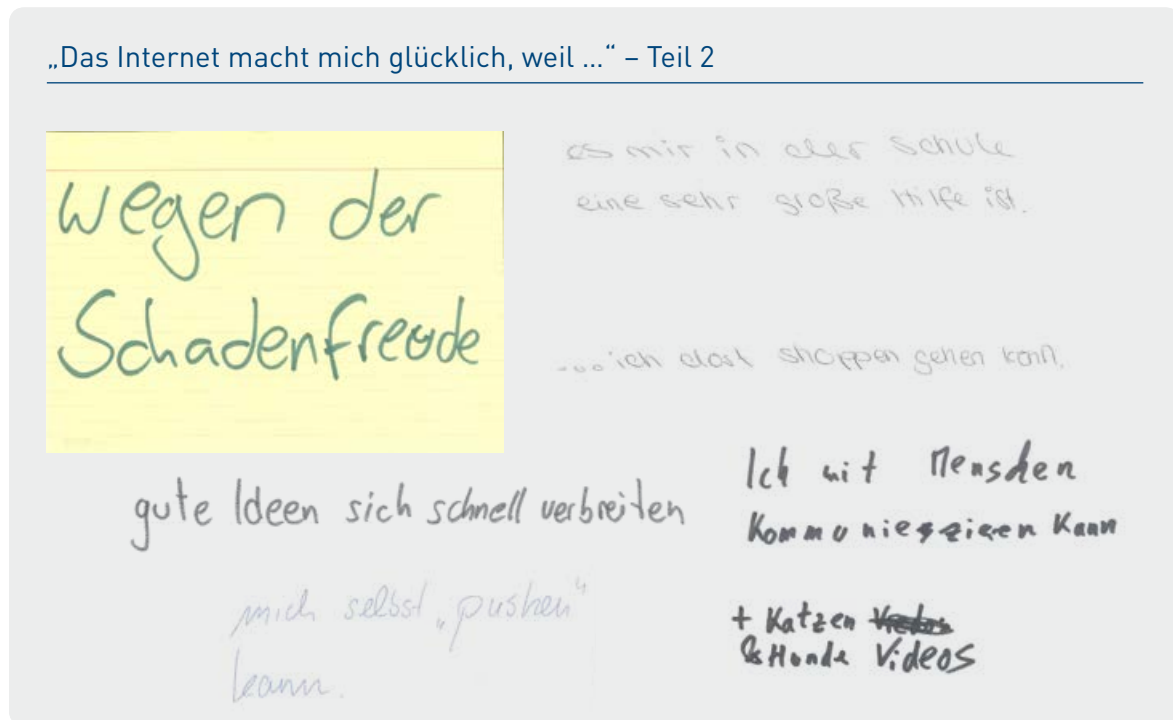 „Das Internet macht mich glücklich, weil ...“ – Teil 2
wegen der
Schadenfreude
es mir in der Schule
eine sehr große Hilfe ist.
...ich dort shoppen gehen kann.
gute Ideen sich schnell verbreiten
Ich mit Menschen
kann
mich selbst „pushen“
kann.
+ Katzen
& Hunde Videos